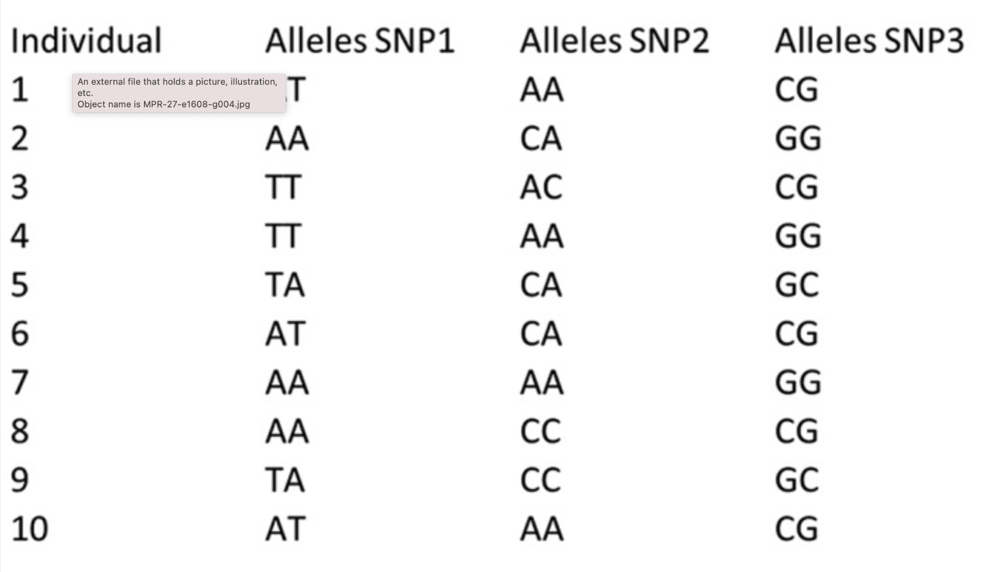 Individual Alleles SNP1 Alleles SNP2 Alleles SNP3
1 T AA CG
An external file that holds a picture, illustration,
etc.
Object name is MPR-27-e1608-g004.jpg
2 AA CA GG
3 TT AC CG
4 TT AA GG
5 TA CA GC
6 AT CA CG
7 AA AA GG
8 AA CC CG
9 TA CC GC
10 AT AA CG